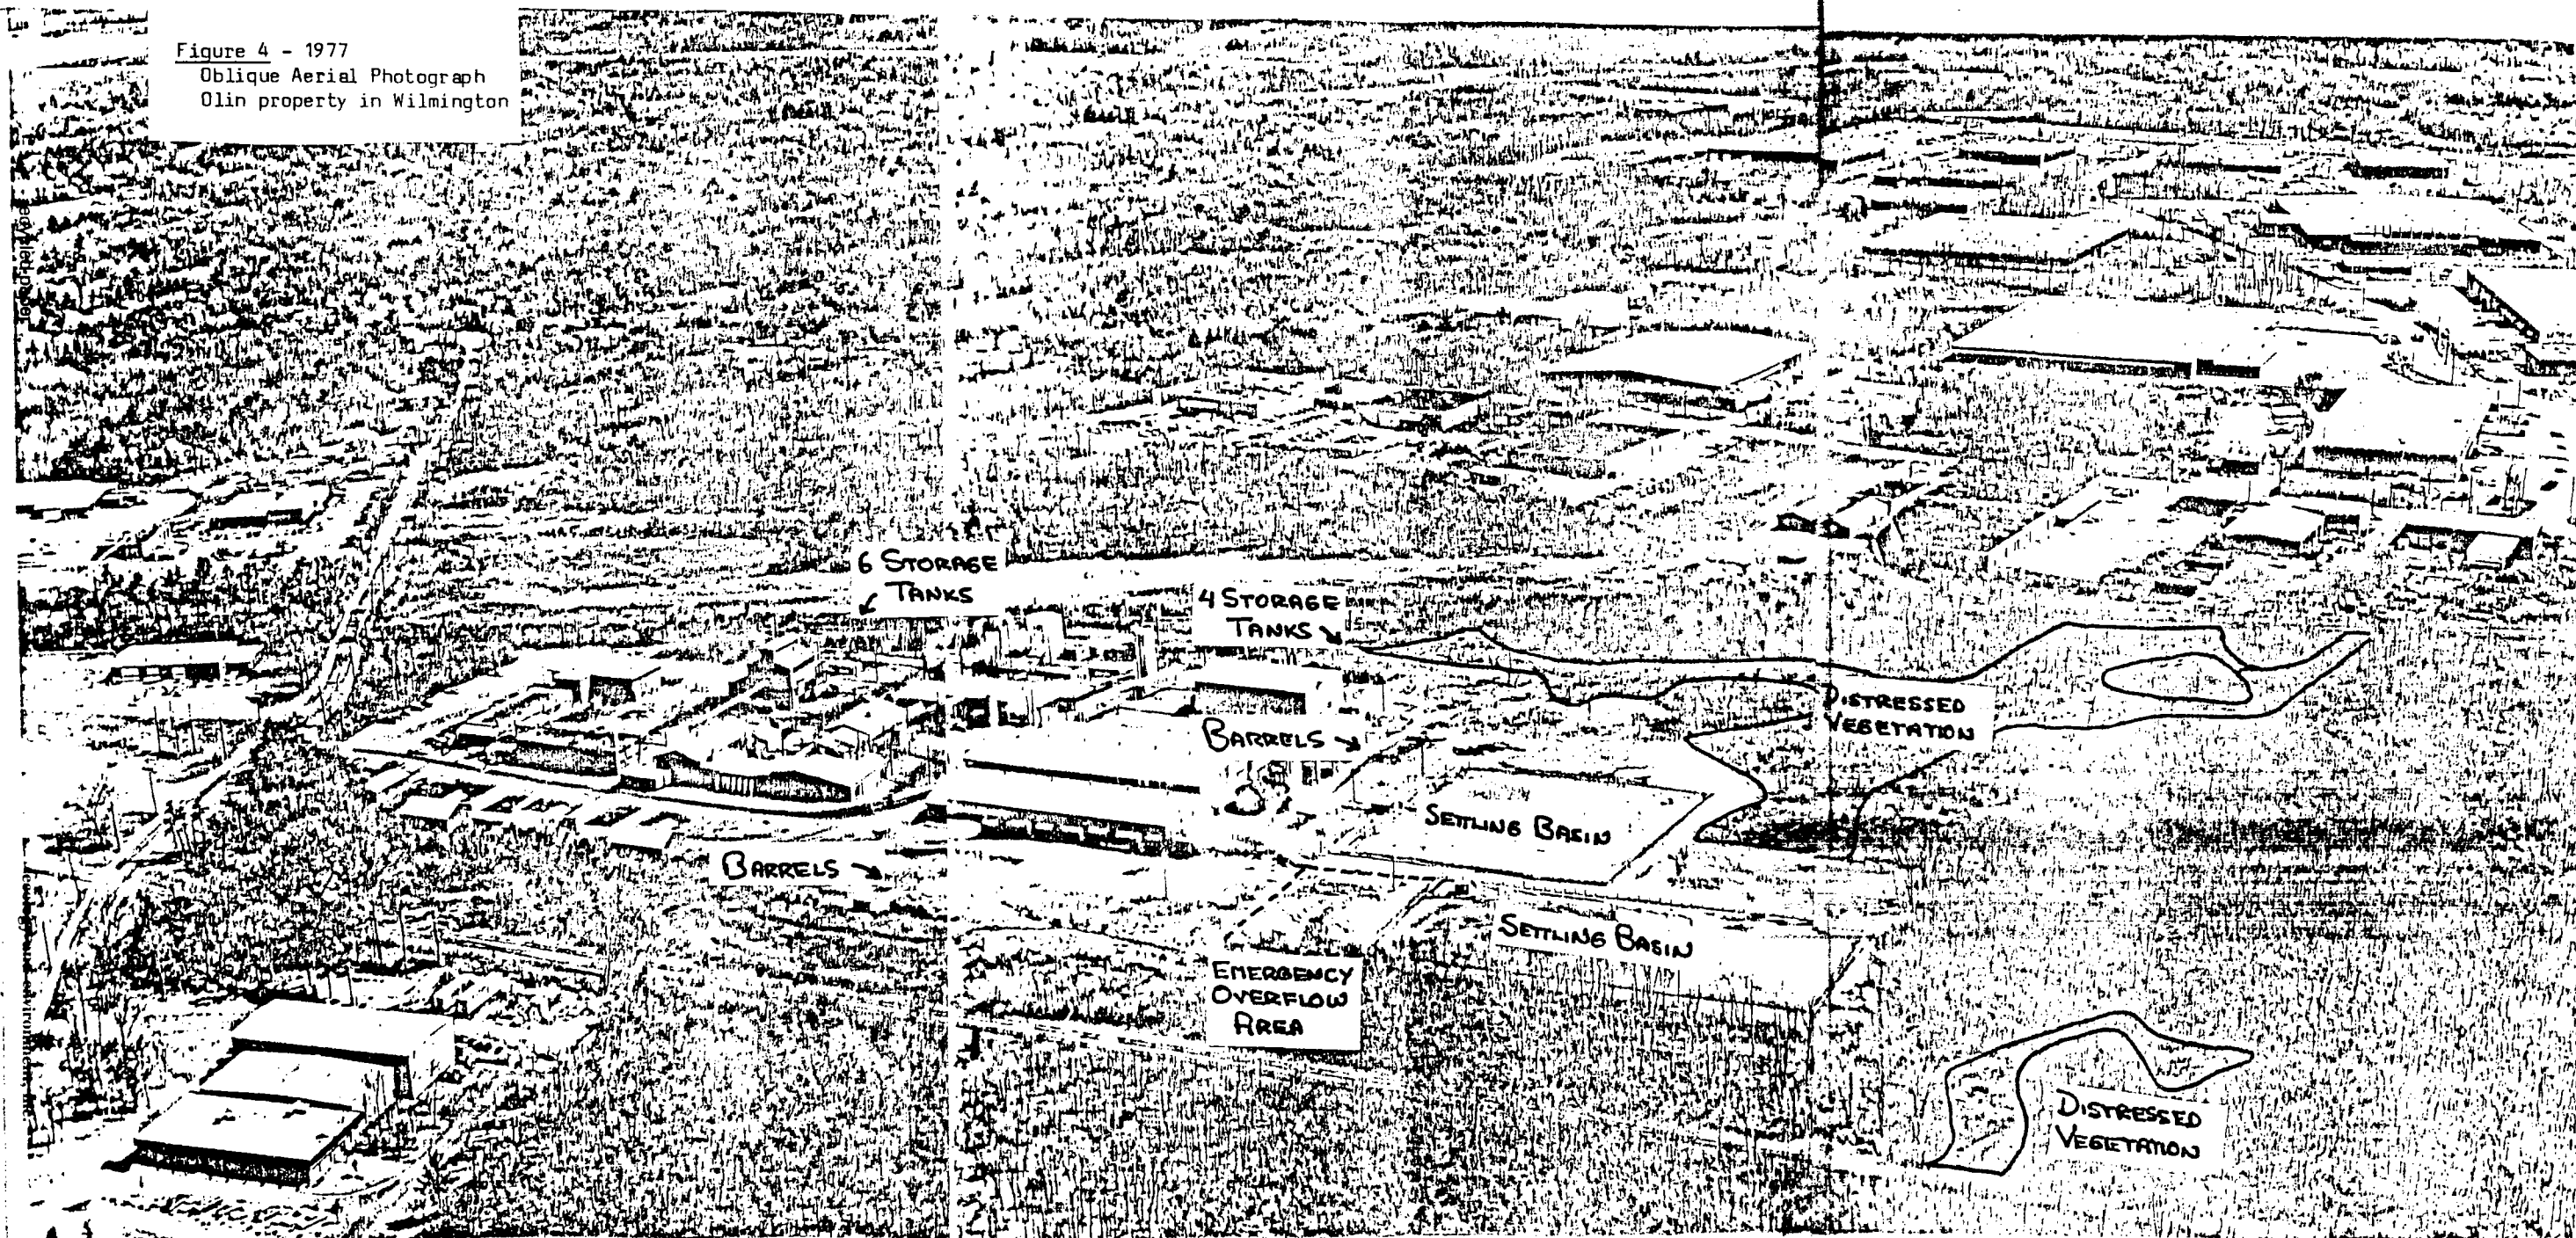 Figure 4 - 1977
Oblique Aerial Photograph
Olin property in Wilmington
6 STORAGE
TANKS
4 STORAGE
TANKS
DISTRESSED
VEGETATION
BARRELS
SETTLING BASIN
BARRELS
SETTLING BASIN
EMERGENCY
OVERFLOW
AREA
DISTRESSED
VEGETATION